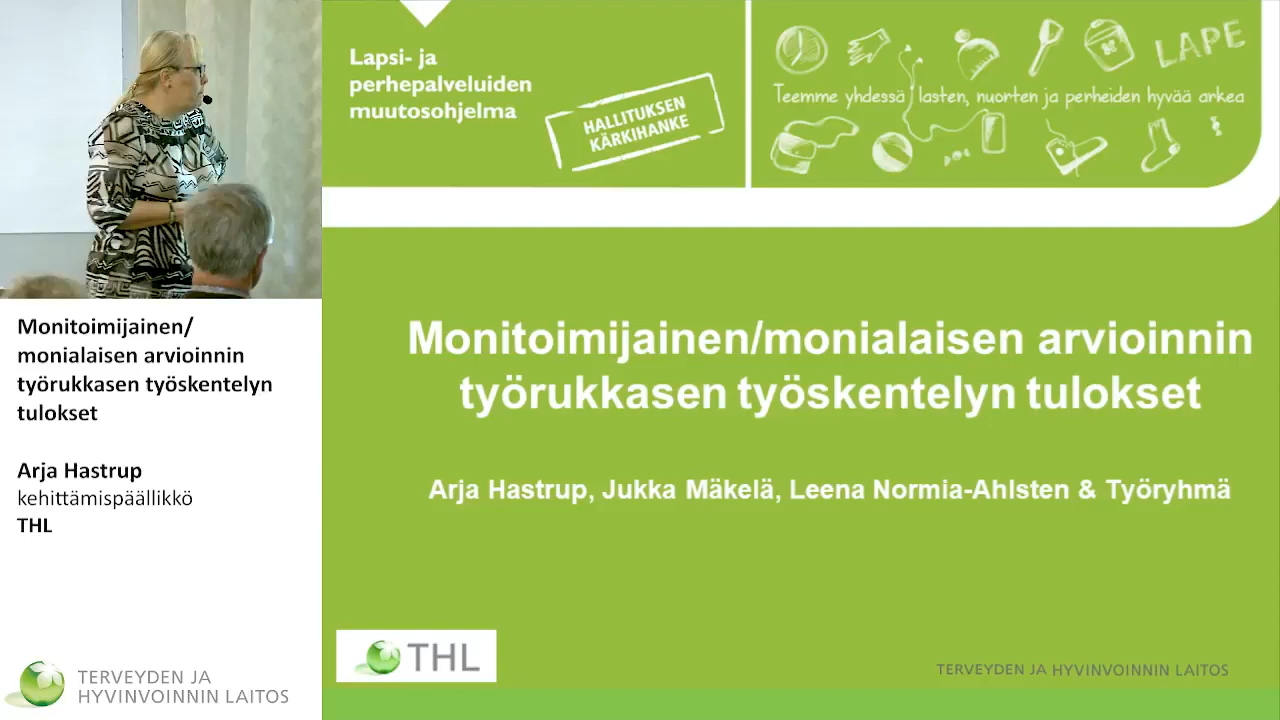 Lapsi- ja
perhepalveluiden
muutosohjelma
HALLITUKSEN
KÄRKIHANKE
LAPE
Teemme yhdessä lasten, nuorten ja perheiden hyvää arkea
Monitoimijainen/monialaisen arvioinnin
työrukkasen työskentelyn tulokset
Arja Hastrup, Jukka Mäkelä, Leena Normia-Ahlsten & Työryhmä
THL
TERVEYDEN JA HYVINVOINNIN LAITOS
Monitoimijainen/
monialaisen arvioinnin
työrukkasen työskentelyn
tulokset
Arja Hastrup
kehittämispäällikkö
THL
TERVEYDEN JA
HYVINVOINNIN LAITOS